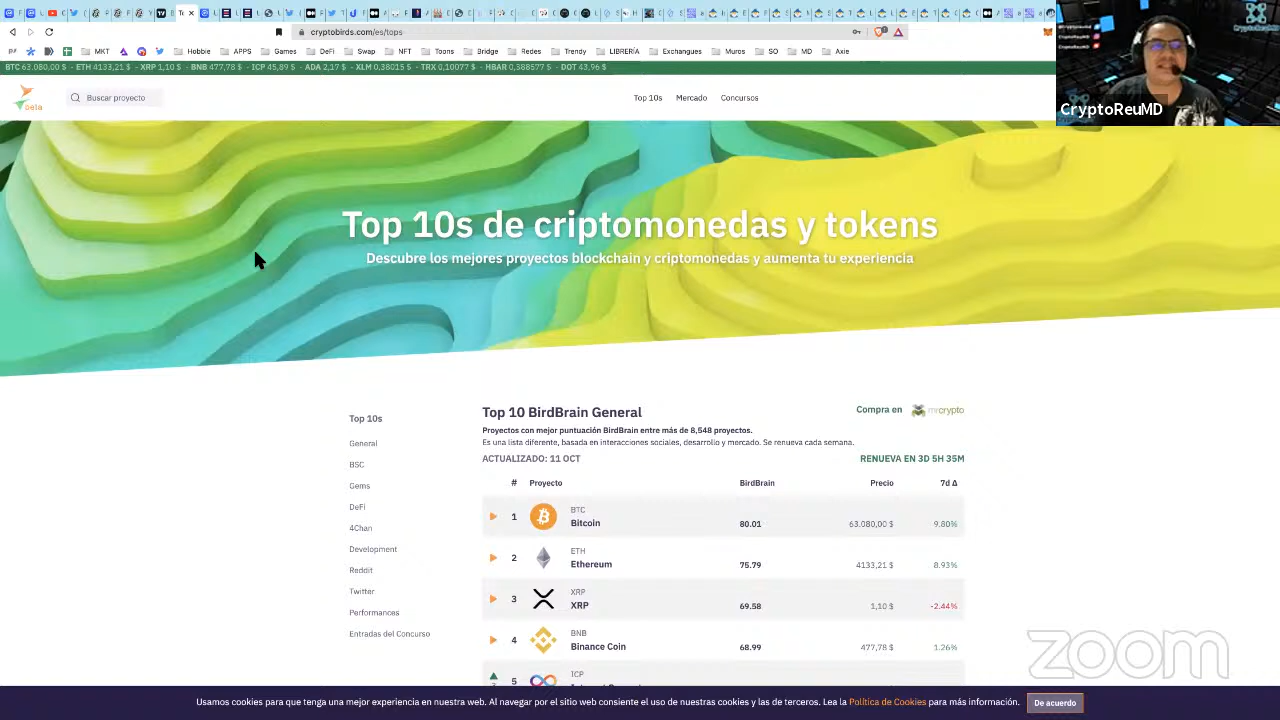 cryptobirds.com/es/tops
MKT Hobbie APPS Games DeFi Swap NFT Toons Bridge Redes Trendy LIBRERÍA Exchangues Muros SO MD Axie
BTC 63.080,00 $ - ETH 4133,21 $ - XRP 1,10 $ - BNB 477,78 $ - ICP 45,89 $ - ADA 2,17 $ - XLM 0,38015 $ - TRX 0,10077 $ - HBAR 0,388577 $ - DOT 43,96 $
beta
Buscar proyecto
Top 10s Mercado Concursos
CryptoReuMD
Top 10s de criptomonedas y tokens
Descubre los mejores proyectos blockchain y criptomonedas y aumenta tu experiencia
Top 10s
General
BSC
Gems
DeFi
4Chan
Development
Reddit
Twitter
Performances
Entradas del Concurso
Top 10 BirdBrain General
Compra en mrcrypto
Proyectos con mejor puntuación BirdBrain entre más de 8,548 proyectos.
Es una lista diferente, basada en interacciones sociales, desarrollo y mercado. Se renueva cada semana.
ACTUALIZADO: 11 OCT
RENUEVA EN 3D 5H 35M
# Proyecto BirdBrain Precio 7d Δ
BTC
1 Bitcoin 80.01 63.080,00 $ 9.80%
ETH
2 Ethereum 75.79 4133,21 $ 8.93%
XRP
3 XRP 69.58 1,10 $ -2.44%
BNB
4 Binance Coin 68.99 477,78 $ 1.26%
ICP
5
zoom
Usamos cookies para que tenga una mejor experiencia en nuestra web. Al navegar por el sitio web consiente el uso de nuestras cookies y las de terceros. Lea la Política de Cookies para más información.
De acuerdo